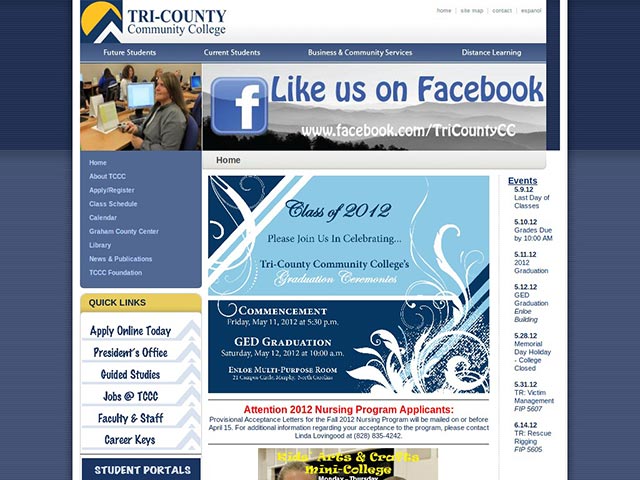 TRI-COUNTY
Community College
home | site map | contact | espanol
Future Students
Current Students
Business & Community Services
Distance Learning
Like us on Facebook
www.facebook.com/TriCountyCC
Home
Home
About TCCC
Apply/Register
Class Schedule
Calendar
Graham County Center
Library
News & Publications
TCCC Foundation
QUICK LINKS
Apply Online Today
President's Office
Guided Studies
Jobs @ TCCC
Faculty & Staff
Career Keys
STUDENT PORTALS
Class of 2012
Please Join Us In Celebrating...
Tri-County Community College's
Graduation Ceremonies
Commencement
Friday, May 11, 2012 at 5:30 p.m.
GED Graduation
Saturday, May 12, 2012 at 10:00 a.m.
Enloe Multi-Purpose Room
21 Campus Circle, Murphy, North Carolina
Attention 2012 Nursing Program Applicants:
Provisional Acceptance Letters for the Fall 2012 Nursing Program will be mailed on or before
April 15. For additional information regarding your acceptance to the program, please contact
Linda Lovingood at (828) 835-4242.
Kids' Arts & Crafts
Mini-College
Monday – Thursday
Events
5.9.12
Last Day of
Classes
5.10.12
Grades Due
by 10:00 AM
5.11.12
2012
Graduation
5.12.12
GED
Graduation
Enloe
Building
5.28.12
Memorial
Day Holiday
- College
Closed
5.31.12
TR: Victim
Management
FIP 5607
6.14.12
TR: Rescue
Rigging
FIP 5605